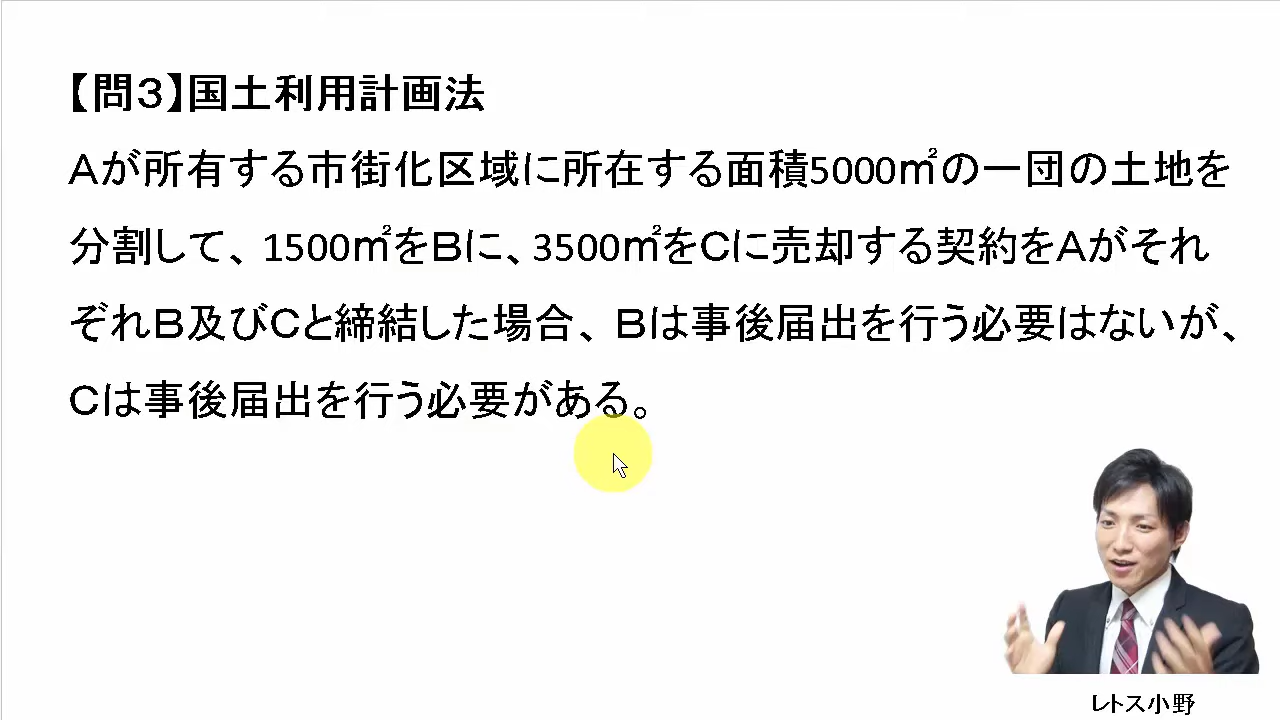 【問3】国土利用計画法
Aが所有する市街化区域に所在する面積5000㎡の一団の土地を
分割して、1500㎡をBに、3500㎡をCに売却する契約をAがそれ
ぞれB及びCと締結した場合、Bは事後届出を行う必要はないが、
Cは事後届出を行う必要がある。
レトス小野